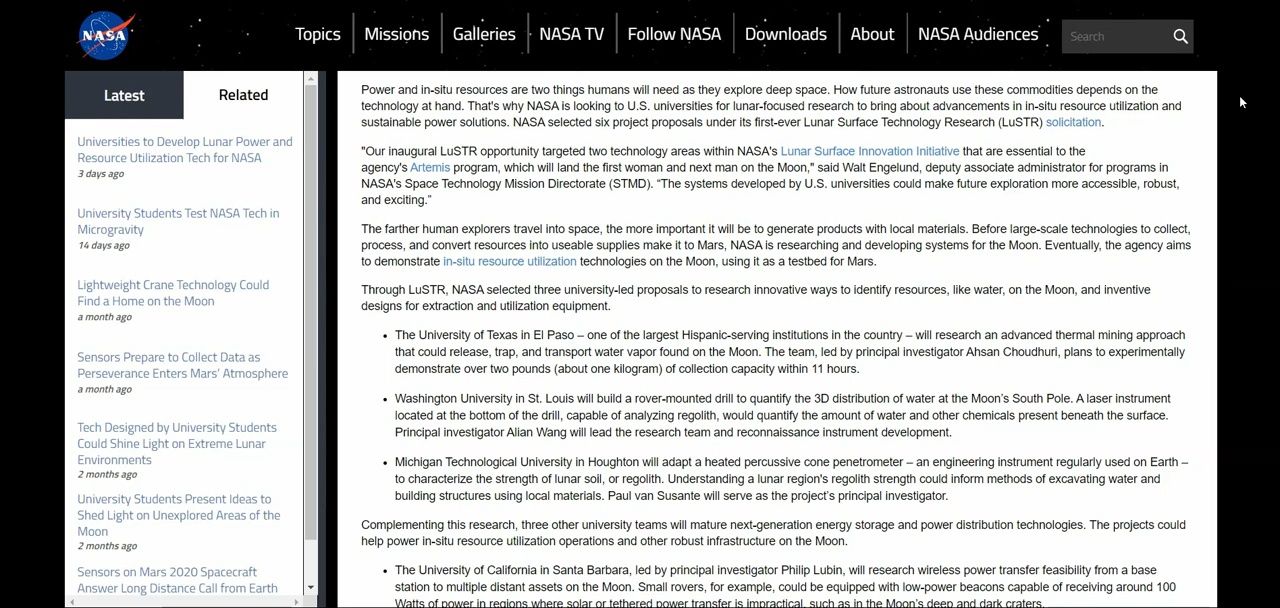 NASA
Topics
Missions
Galleries
NASA TV
Follow NASA
Downloads
About
NASA Audiences
Search
Latest
Related
Universities to Develop Lunar Power and
Resource Utilization Tech for NASA
3 days ago
University Students Test NASA Tech in
Microgravity
14 days ago
Lightweight Crane Technology Could
Find a Home on the Moon
a month ago
Sensors Prepare to Collect Data as
Perseverance Enters Mars' Atmosphere
a month ago
Tech Designed by University Students
Could Shine Light on Extreme Lunar
Environments
2 months ago
University Students Present Ideas to
Shed Light on Unexplored Areas of the
Moon
2 months ago
Sensors on Mars 2020 Spacecraft
Answer Long Distance Call from Earth
Power and in-situ resources are two things humans will need as they explore deep space. How future astronauts use these commodities depends on the
technology at hand. That's why NASA is looking to U.S. universities for lunar-focused research to bring about advancements in in-situ resource utilization and
sustainable power solutions. NASA selected six project proposals under its first-ever Lunar Surface Technology Research (LuSTR) solicitation.
"Our inaugural LuSTR opportunity targeted two technology areas within NASA's Lunar Surface Innovation Initiative that are essential to the
agency's Artemis program, which will land the first woman and next man on the Moon," said Walt Engelund, deputy associate administrator for programs in
NASA's Space Technology Mission Directorate (STMD). “The systems developed by U.S. universities could make future exploration more accessible, robust,
and exciting.”
The farther human explorers travel into space, the more important it will be to generate products with local materials. Before large-scale technologies to collect,
process, and convert resources into useable supplies make it to Mars, NASA is researching and developing systems for the Moon. Eventually, the agency aims
to demonstrate in-situ resource utilization technologies on the Moon, using it as a testbed for Mars.
Through LuSTR, NASA selected three university-led proposals to research innovative ways to identify resources, like water, on the Moon, and inventive
designs for extraction and utilization equipment.
• The University of Texas in El Paso – one of the largest Hispanic-serving institutions in the country – will research an advanced thermal mining approach
that could release, trap, and transport water vapor found on the Moon. The team, led by principal investigator Ahsan Choudhuri, plans to experimentally
demonstrate over two pounds (about one kilogram) of collection capacity within 11 hours.
• Washington University in St. Louis will build a rover-mounted drill to quantify the 3D distribution of water at the Moon’s South Pole. A laser instrument
located at the bottom of the drill, capable of analyzing regolith, would quantify the amount of water and other chemicals present beneath the surface.
Principal investigator Alian Wang will lead the research team and reconnaissance instrument development.
• Michigan Technological University in Houghton will adapt a heated percussive cone penetrometer – an engineering instrument regularly used on Earth –
to characterize the strength of lunar soil, or regolith. Understanding a lunar region's regolith strength could inform methods of excavating water and
building structures using local materials. Paul van Susante will serve as the project’s principal investigator.
Complementing this research, three other university teams will mature next-generation energy storage and power distribution technologies. The projects could
help power in-situ resource utilization operations and other robust infrastructure on the Moon.
• The University of California in Santa Barbara, led by principal investigator Philip Lubin, will research wireless power transfer feasibility from a base
station to multiple distant assets on the Moon. Small rovers, for example, could be equipped with low-power beacons capable of receiving around 100
Watts of power in regions where solar or tethered power transfer is impractical, such as in the Moon's deep and dark craters.